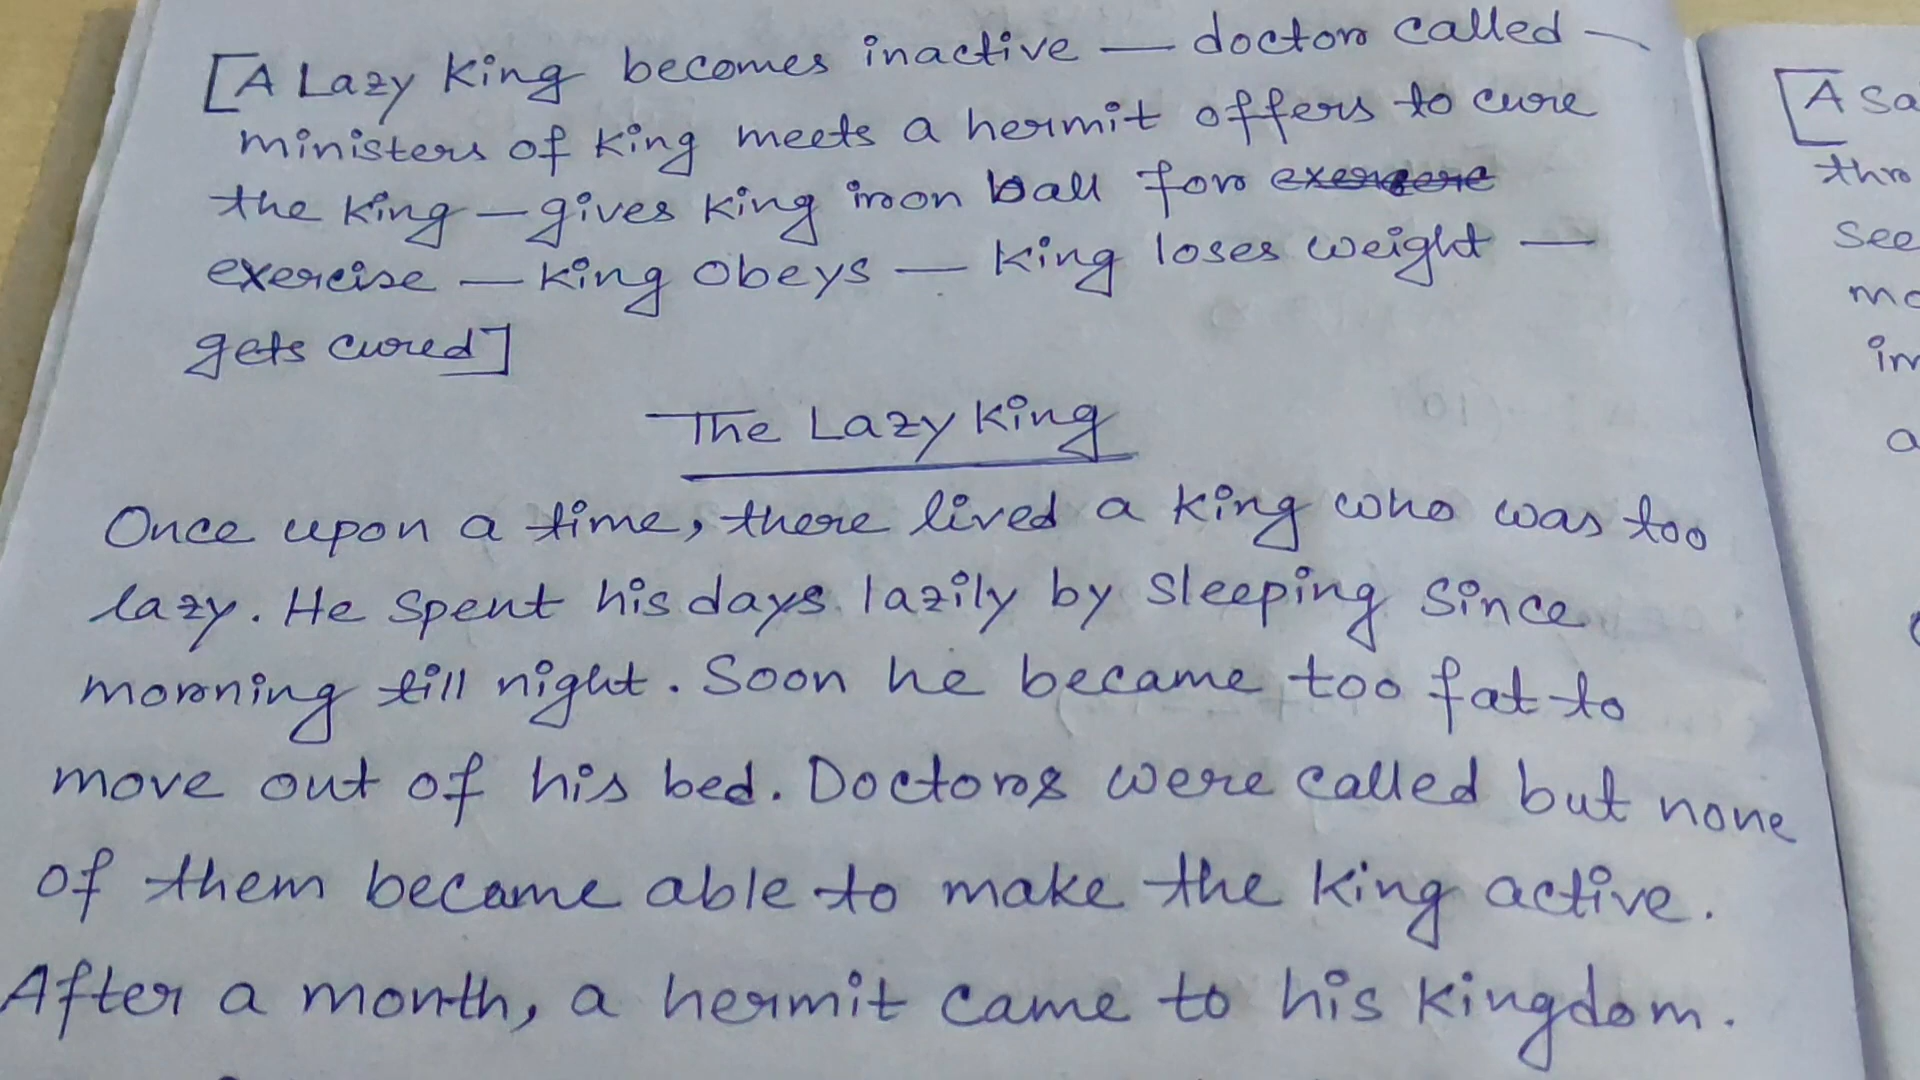 [A Lazy King becomes inactive — doctor called —
ministers of King meets a hermit offers to cure
the King — gives King iron ball for
exercise — King obeys — King loses weight —
gets cured]
The Lazy King
Once upon a time, there lived a King who was too
lazy. He spent his days lazily by sleeping since
morning till night. Soon he became too fat to
move out of his bed. Doctors were called but none
of them became able to make the King active.
After a month, a hermit came to his Kingdom.
[A
see